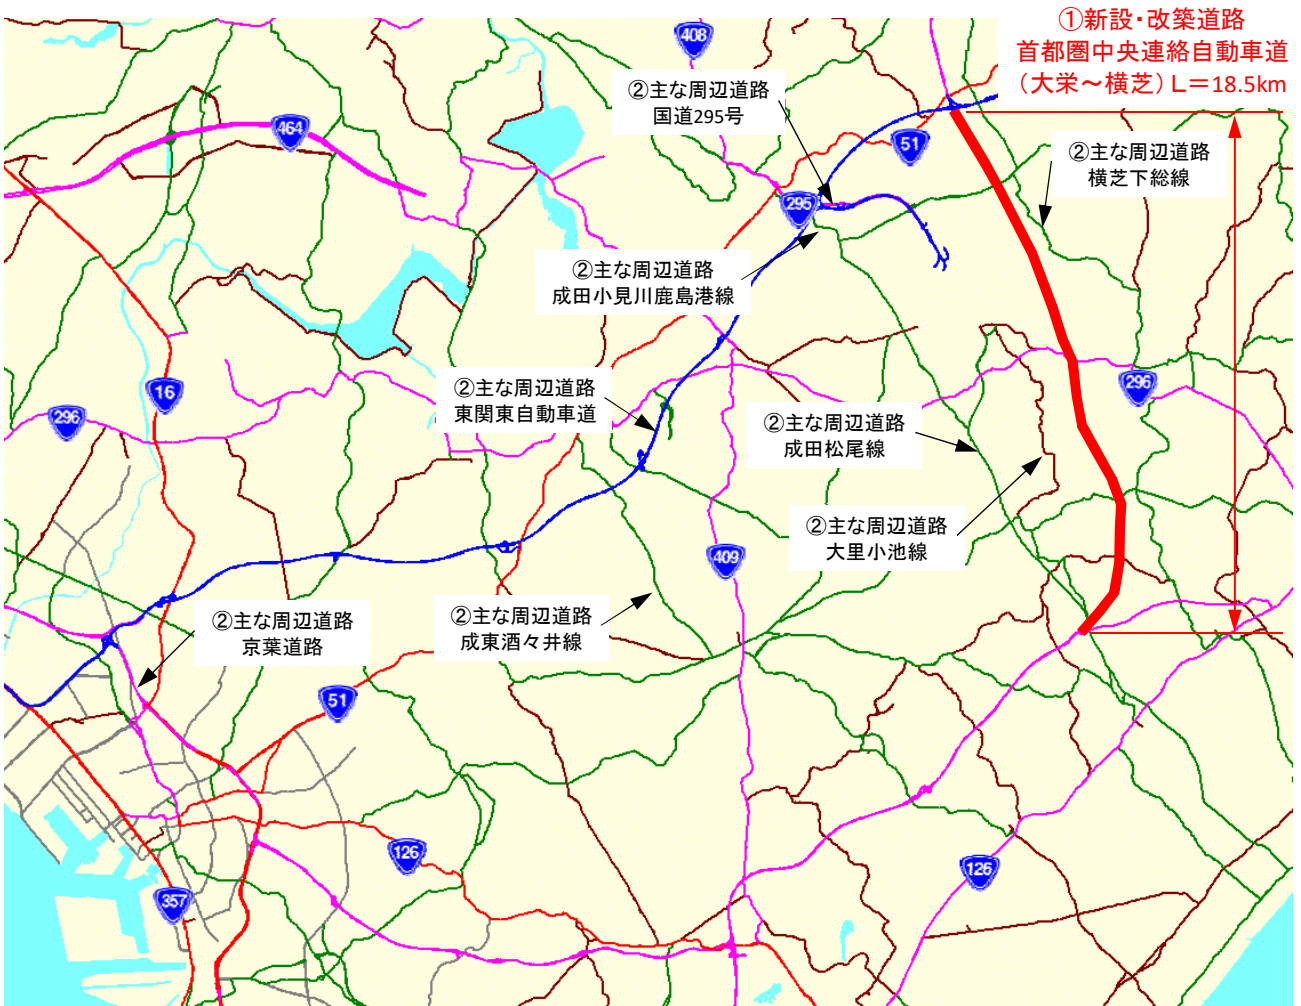 ①新設・改築道路
首都圏中央連絡自動車道
(大栄～横芝)L=18.5km
408
②主な周辺道路
国道295号
464
51
②主な周辺道路
横芝下総線
295
②主な周辺道路
成田小見川鹿島港線
16
296
②主な周辺道路
東関東自動車道
296
②主な周辺道路
成田松尾線
②主な周辺道路
大里小池線
409
②主な周辺道路
京葉道路
②主な周辺道路
成東酒々井線
51
126
126
357